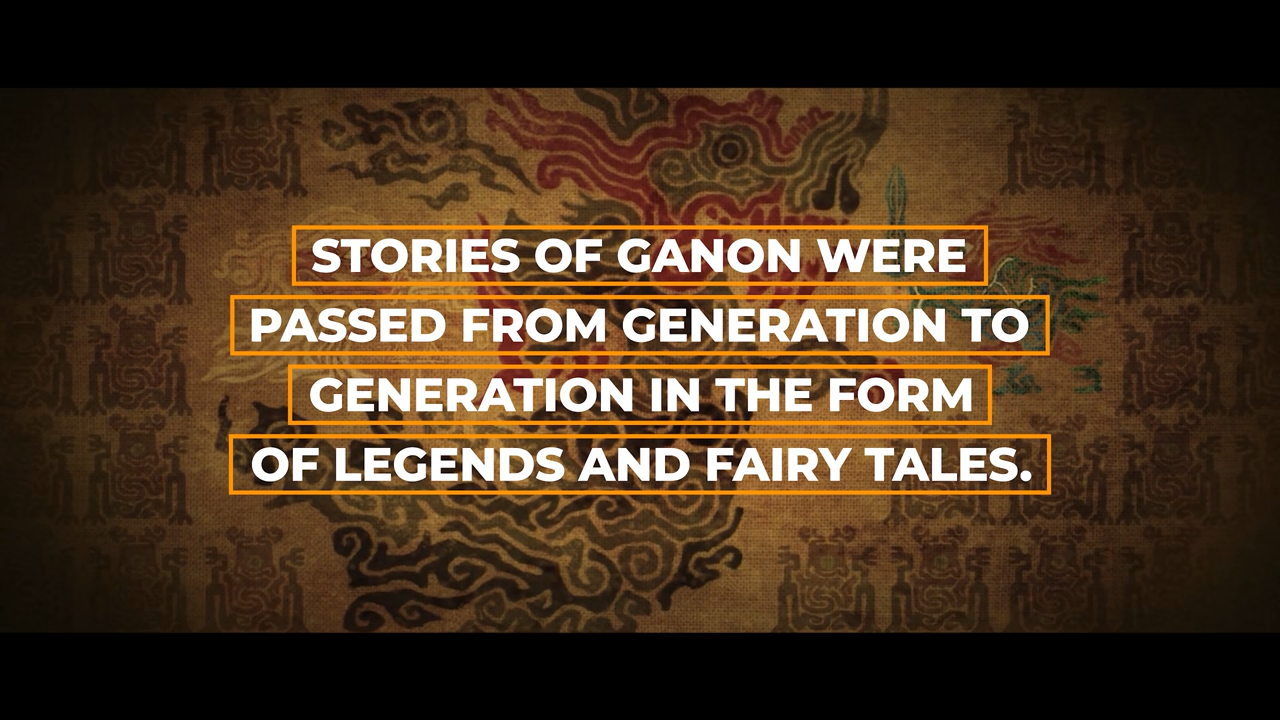 STORIES OF GANON WERE
PASSED FROM GENERATION TO
GENERATION IN THE FORM
OF LEGENDS AND FAIRY TALES.